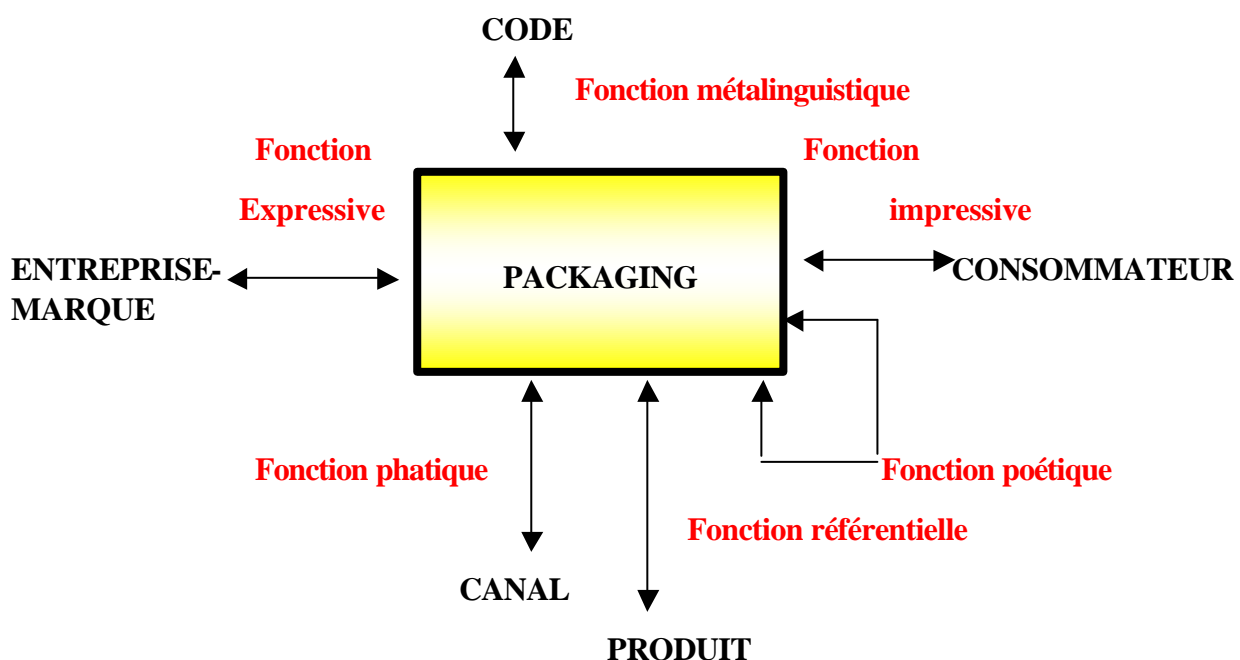 CODE
Fonction métalinguistique
Fonction
Expressive
Fonction
impressive
ENTREPRISE-
MARQUE
PACKAGING
CONSOMMATEUR
Fonction phatique
Fonction poétique
Fonction référentielle
CANAL
PRODUIT